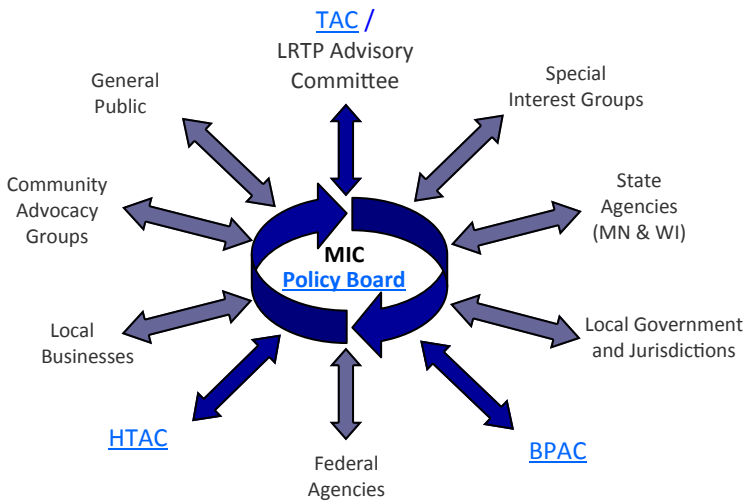 TAC /
LRTP Advisory
Committee
General
Public
Special
Interest Groups
Community
Advocacy
Groups
State
Agencies
(MN & WI)
MIC
Policy Board
Local
Businesses
Local Government
and Jurisdictions
HTAC
Federal
Agencies
BPAC